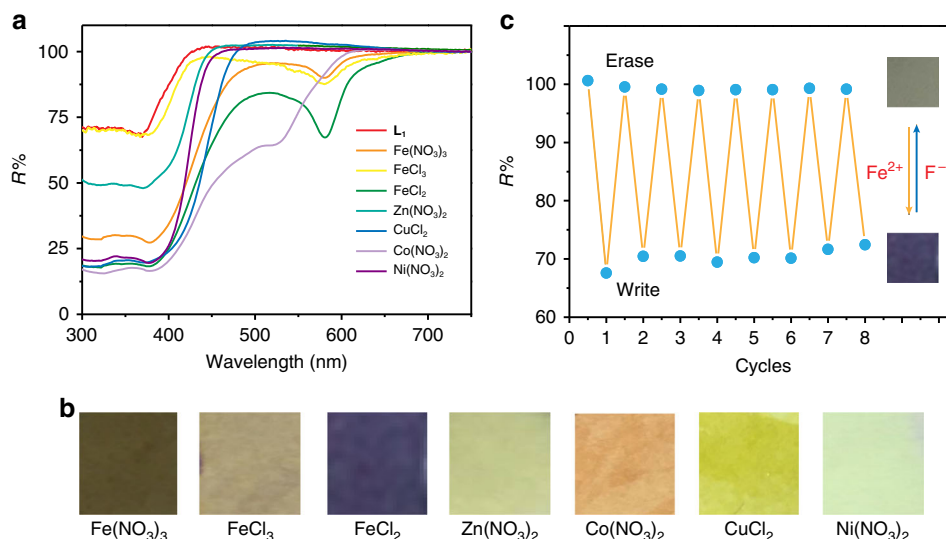 a
100
75
50
25
0
R%
300
400
500
600
700
Wavelength (nm)
L₁
Fe(NO₃)₃
FeCl₃
FeCl₂
Zn(NO₃)₂
CuCl₂
Co(NO₃)₂
Ni(NO₃)₂
c
100
90
80
70
60
R%
0 1 2 3 4 5 6 7 8
Cycles
Erase
Write
Fe²⁺ F⁻
b
Fe(NO₃)₃ FeCl₃ FeCl₂ Zn(NO₃)₂ Co(NO₃)₂ CuCl₂ Ni(NO₃)₂